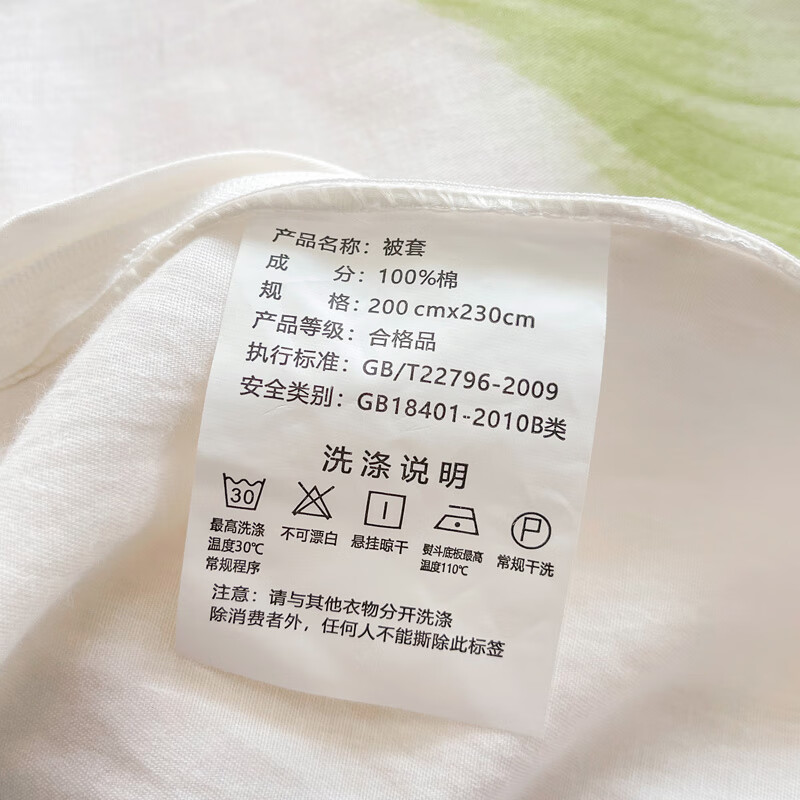 产品名称：被套
成 分：100%棉
规 格：200 cmx230cm
产品等级：合格品
执行标准：GB/T22796-2009
安全类别：GB18401-2010B类
洗涤说明
30
P
最高洗涤
温度30℃
常规程序
不可漂白
悬挂晾干
熨斗底板最高
温度110℃
常规干洗
注意：请与其他衣物分开洗涤
除消费者外，任何人不能撕除此标签